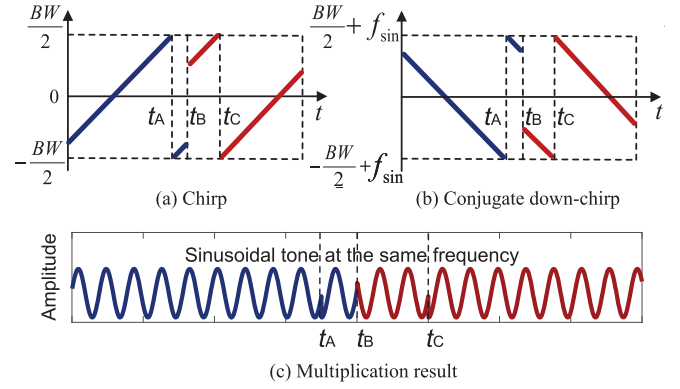 BW/2
0
-BW/2
tA
tB
tC
t
(a) Chirp
BW/2 + fsin
-BW/2 +fsin
tA
tB
tC
t
(b) Conjugate down-chirp
Amplitude
Sinusoidal tone at the same frequency
tA
tB
tC
(c) Multiplication result